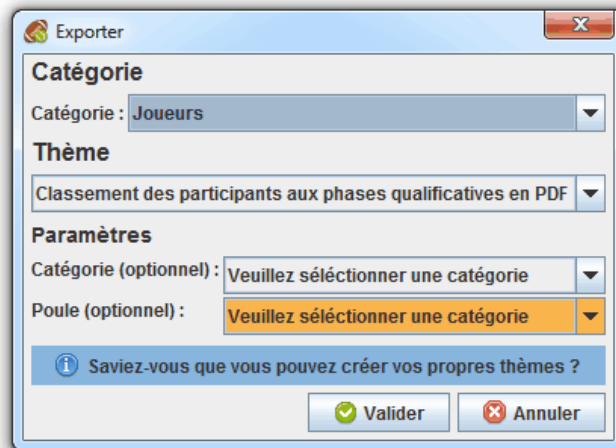 Exporter
Catégorie
Catégorie : Joueurs
Thème
Classement des participants aux phases qualificatives en PDF
Paramètres
Catégorie (optionnel) : Veuillez séléctionner une catégorie
Poule (optionnel) : Veuillez séléctionner une catégorie
Saviez-vous que vous pouvez créer vos propres thèmes ?
Valider Annuler